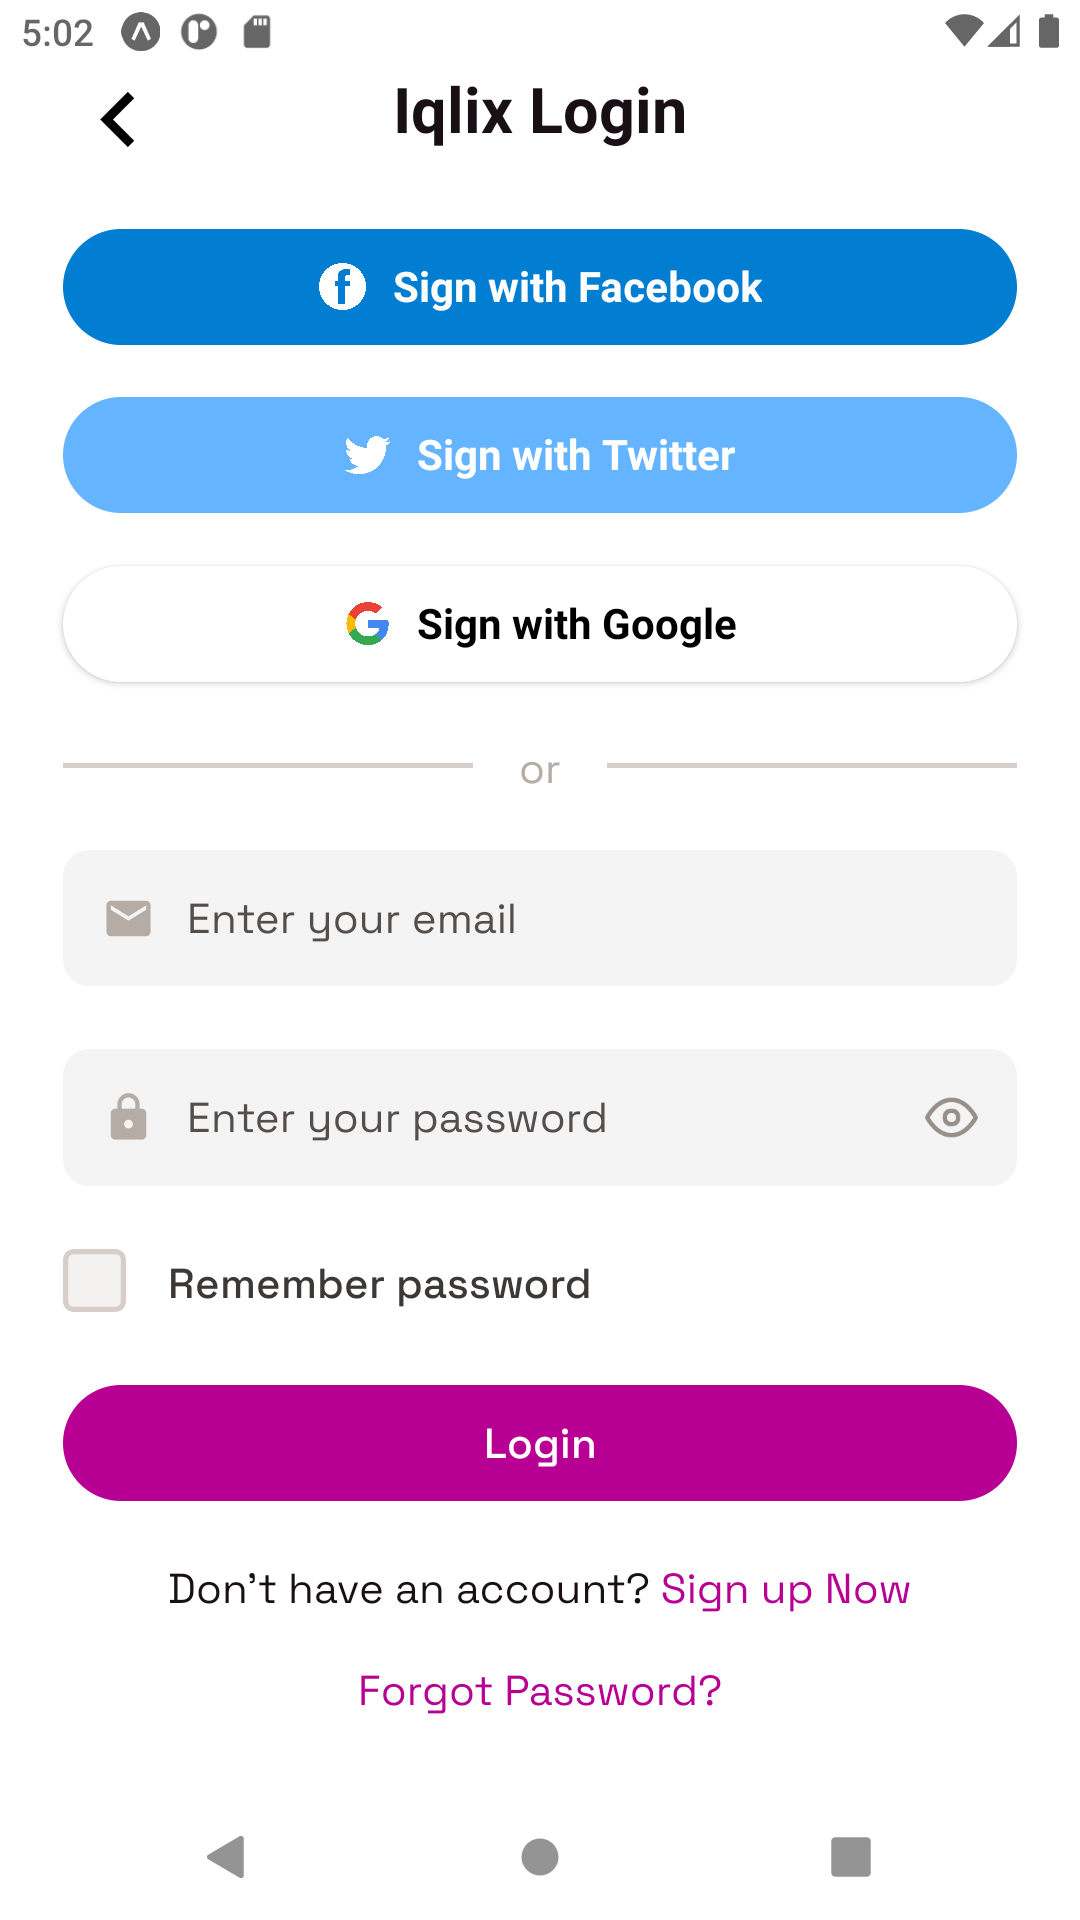 5:02
Iqlix Login
Sign with Facebook
Sign with Twitter
Sign with Google
or
Enter your email
Enter your password
Remember password
Login
Don't have an account? Sign up Now
Forgot Password?